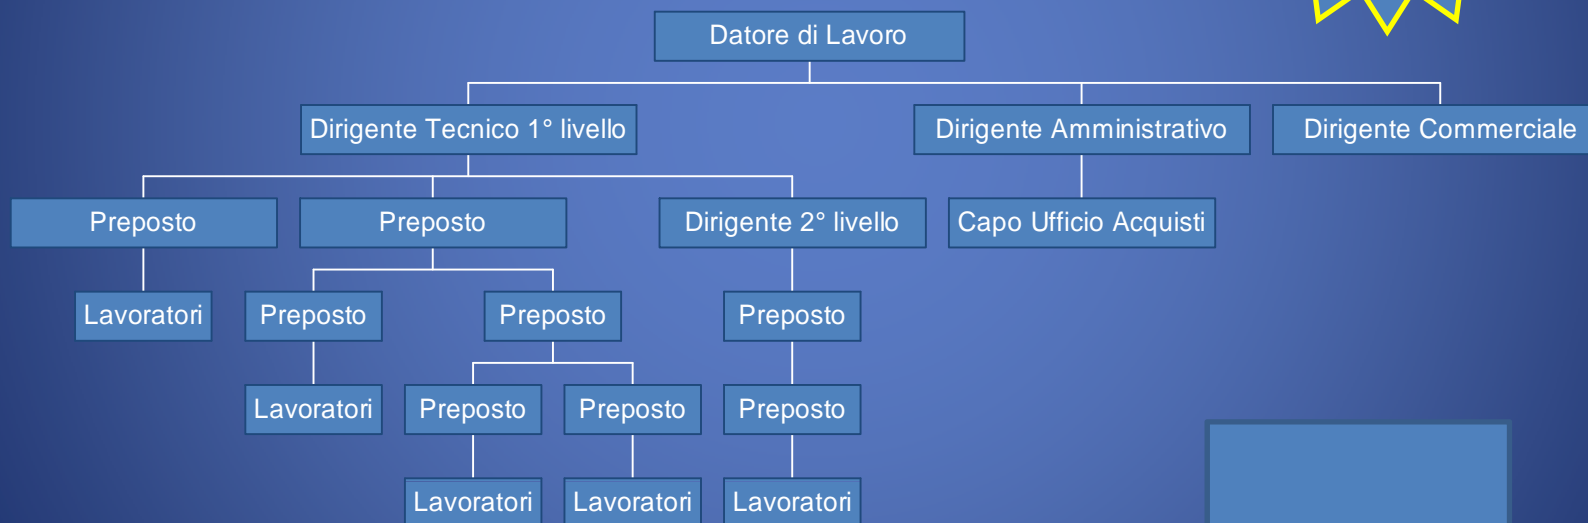 Datore di Lavoro
Dirigente Tecnico 1° livello
Dirigente Amministrativo
Dirigente Commerciale
Preposto
Preposto
Dirigente 2° livello
Capo Ufficio Acquisti
Lavoratori
Preposto
Preposto
Preposto
Lavoratori
Preposto
Preposto
Preposto
Lavoratori
Lavoratori
Lavoratori